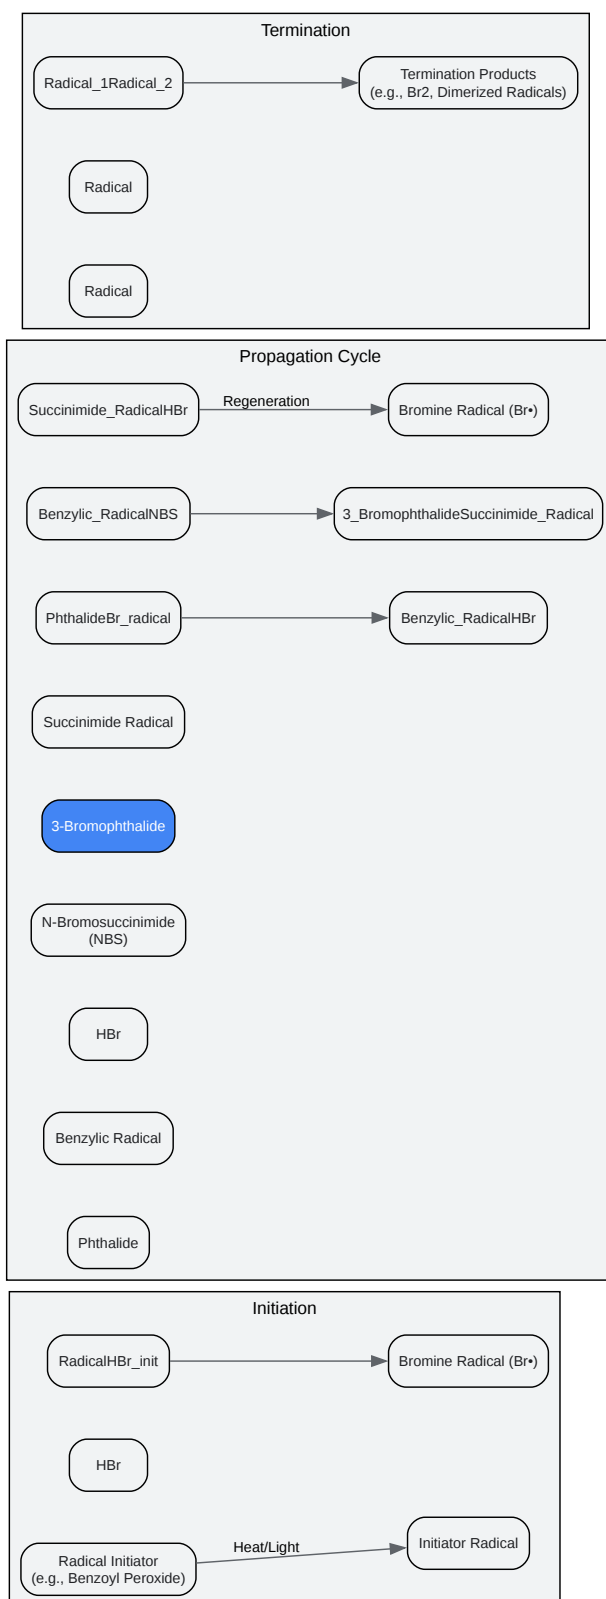 Termination
Radical_1Radical_2
Termination Products
(e.g., Br2, Dimerized Radicals)
Radical
Radical
Propagation Cycle
Succinimide_RadicalHBr
Regeneration
Bromine Radical (Br•)
Benzylic_RadicalNBS
3_BromophthalideSuccinimide_Radical
PhthalideBr_radical
Benzylic_RadicalHBr
Succinimide Radical
3-Bromophthalide
N-Bromosuccinimide
(NBS)
HBr
Benzylic Radical
Phthalide
Initiation
RadicalHBr_init
Bromine Radical (Br•)
HBr
Radical Initiator
(e.g., Benzoyl Peroxide)
Heat/Light
Initiator Radical